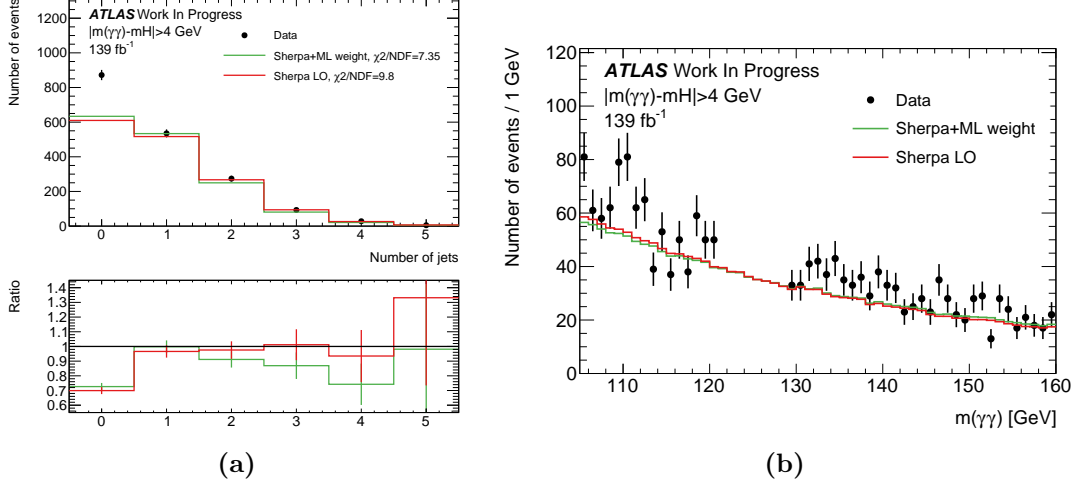 1200
1000
800
600
400
200
0
Number of events
ATLAS Work In Progress
|m(γγ)-mH|>4 GeV
139 fb-1
Data
Sherpa+ML weight, χ2/NDF=7.35
Sherpa LO, χ2/NDF=9.8
0 1 2 3 4 5
Number of jets
Ratio
1.4
1.3
1.2
1.1
1
0.9
0.8
0.7
0.6
0 1 2 3 4 5
(a)
Number of events / 1 GeV
120
100
80
60
40
20
0
ATLAS Work In Progress
|m(γγ)-mH|>4 GeV
139 fb-1
Data
Sherpa+ML weight
Sherpa LO
110 120 130 140 150 160
m(γγ) [GeV]
(b)